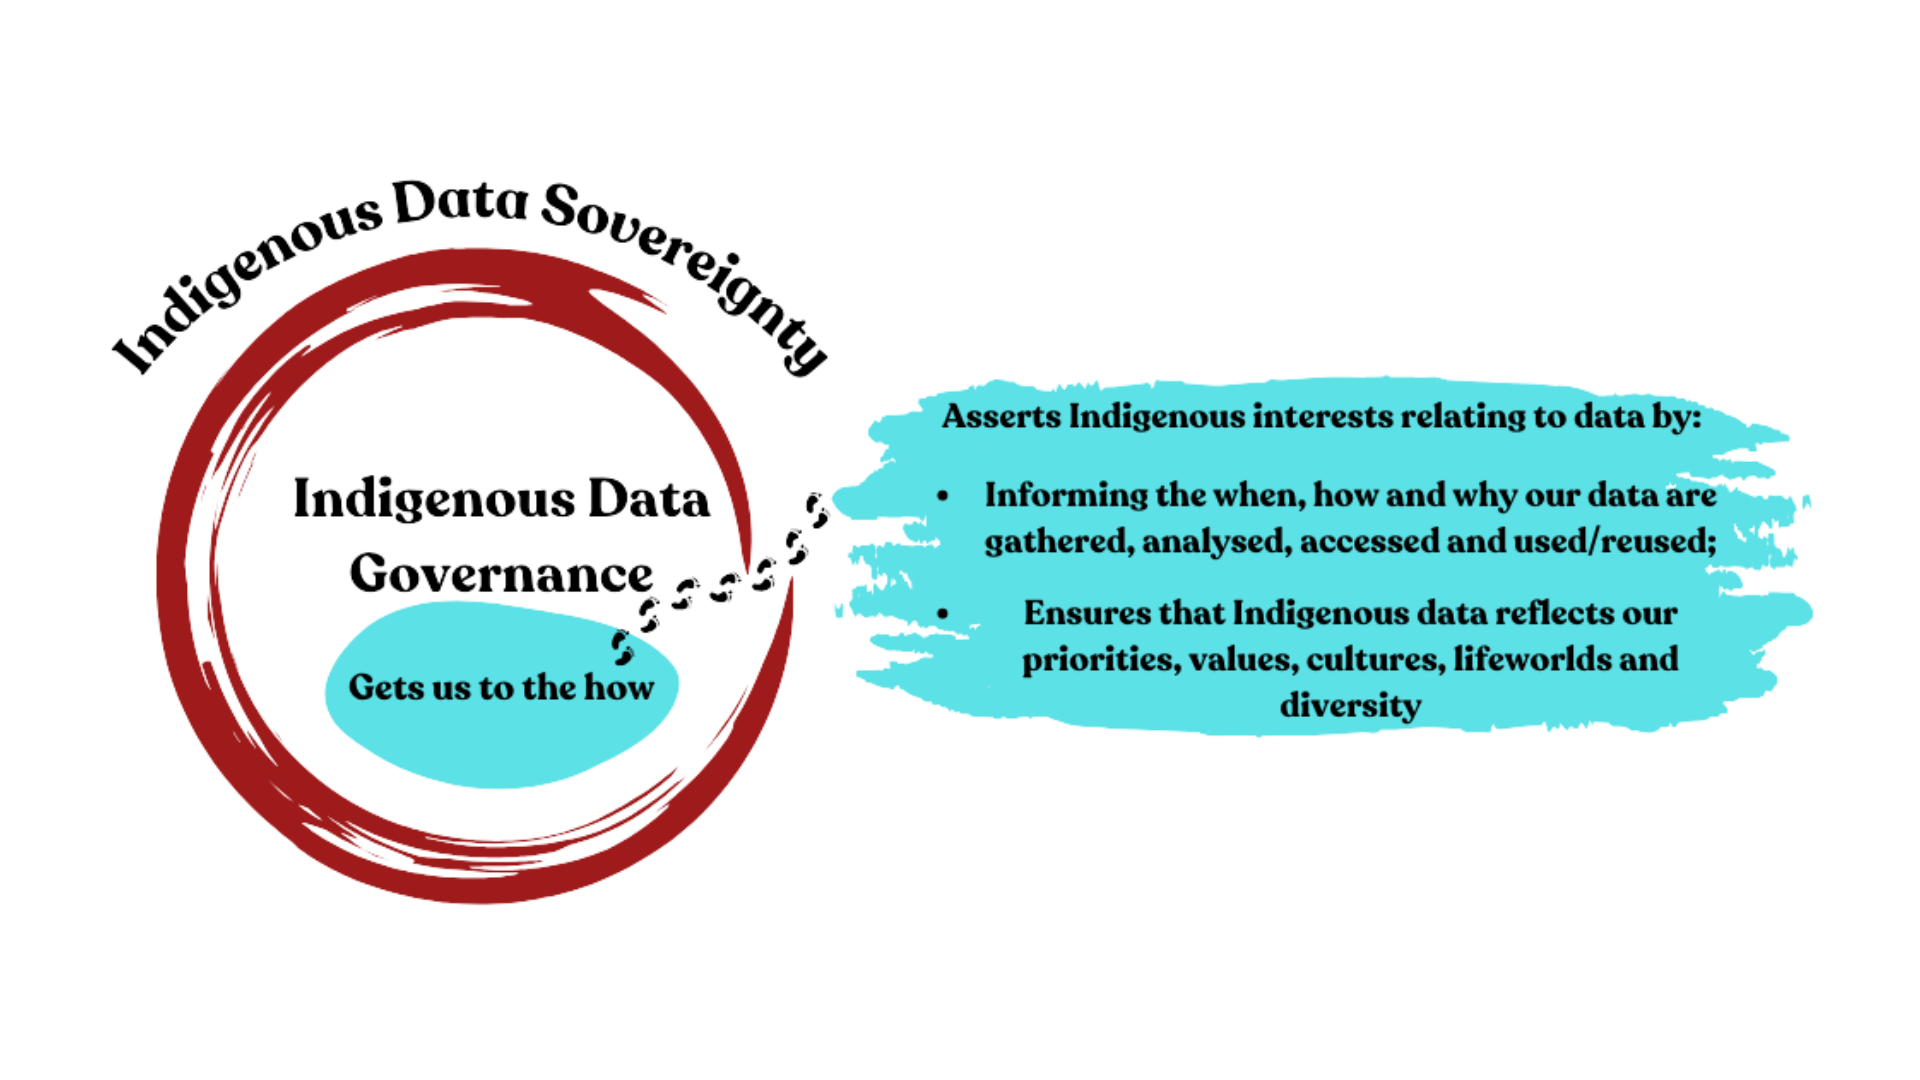 Indigenous Data Sovereignty
Indigenous Data
Governance
Gets us to the how
Asserts Indigenous interests relating to data by:
• Informing the when, how and why our data are
gathered, analysed, accessed and used/reused;
• Ensures that Indigenous data reflects our
priorities, values, cultures, lifeworlds and
diversity